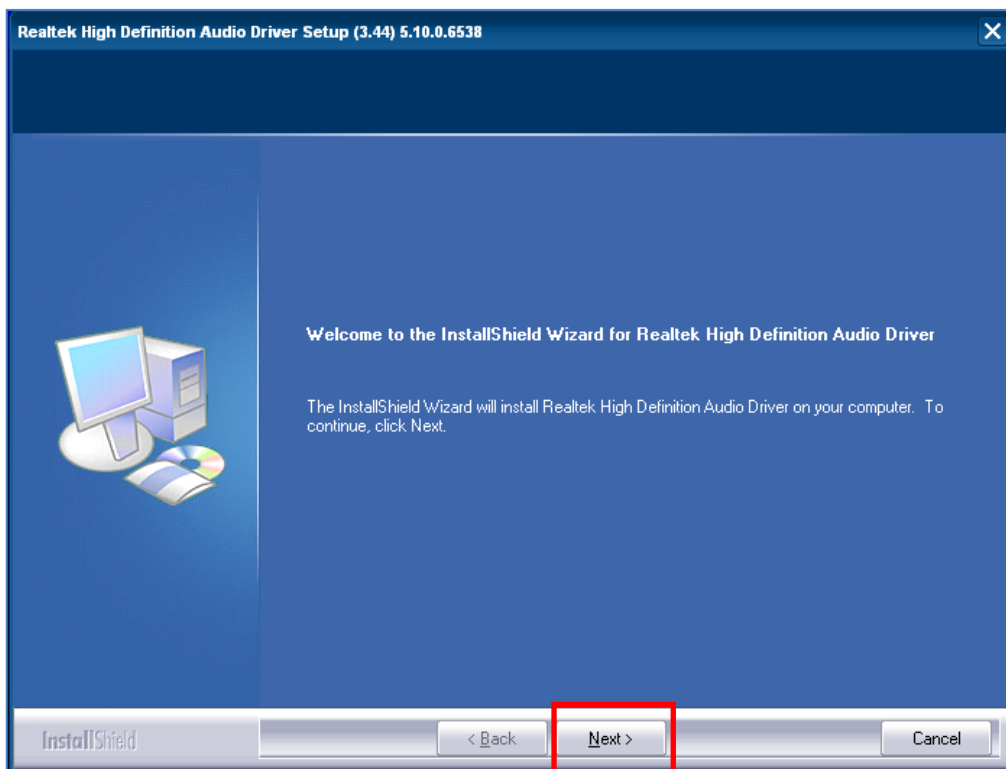 Realtek High Definition Audio Driver Setup (3.44) 5.10.0.6538
Welcome to the InstallShield Wizard for Realtek High Definition Audio Driver
The InstallShield Wizard will install Realtek High Definition Audio Driver on your computer. To
continue, click Next.
InstallShield
< Back
Next >
Cancel